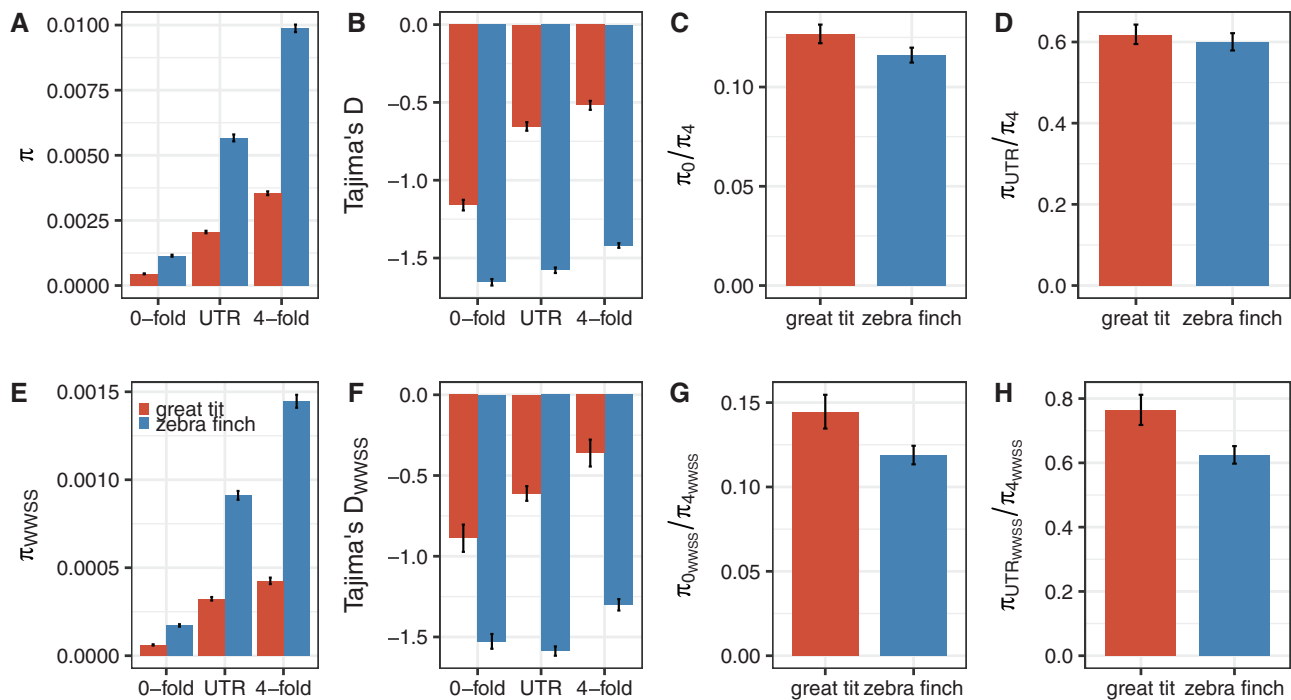 A
π
0.0100
0.0075
0.0050
0.0025
0.0000
0−fold UTR 4−fold
B
Tajima's D
0.0
−0.5
−1.0
−1.5
0−fold UTR 4−fold
C
π0/π4
0.10
0.05
0.00
great tit zebra finch
D
πUTR/π4
0.6
0.4
0.2
0.0
great tit zebra finch
E
πWWSS
0.0015
0.0010
0.0005
0.0000
great tit
zebra finch
0−fold UTR 4−fold
F
Tajima's DWWSS
0.0
−0.5
−1.0
−1.5
0−fold UTR 4−fold
G
π0WWSS/π4WWSS
0.15
0.10
0.05
0.00
great tit zebra finch
H
πUTRWWSS/π4WWSS
0.8
0.6
0.4
0.2
0.0
great tit zebra finch